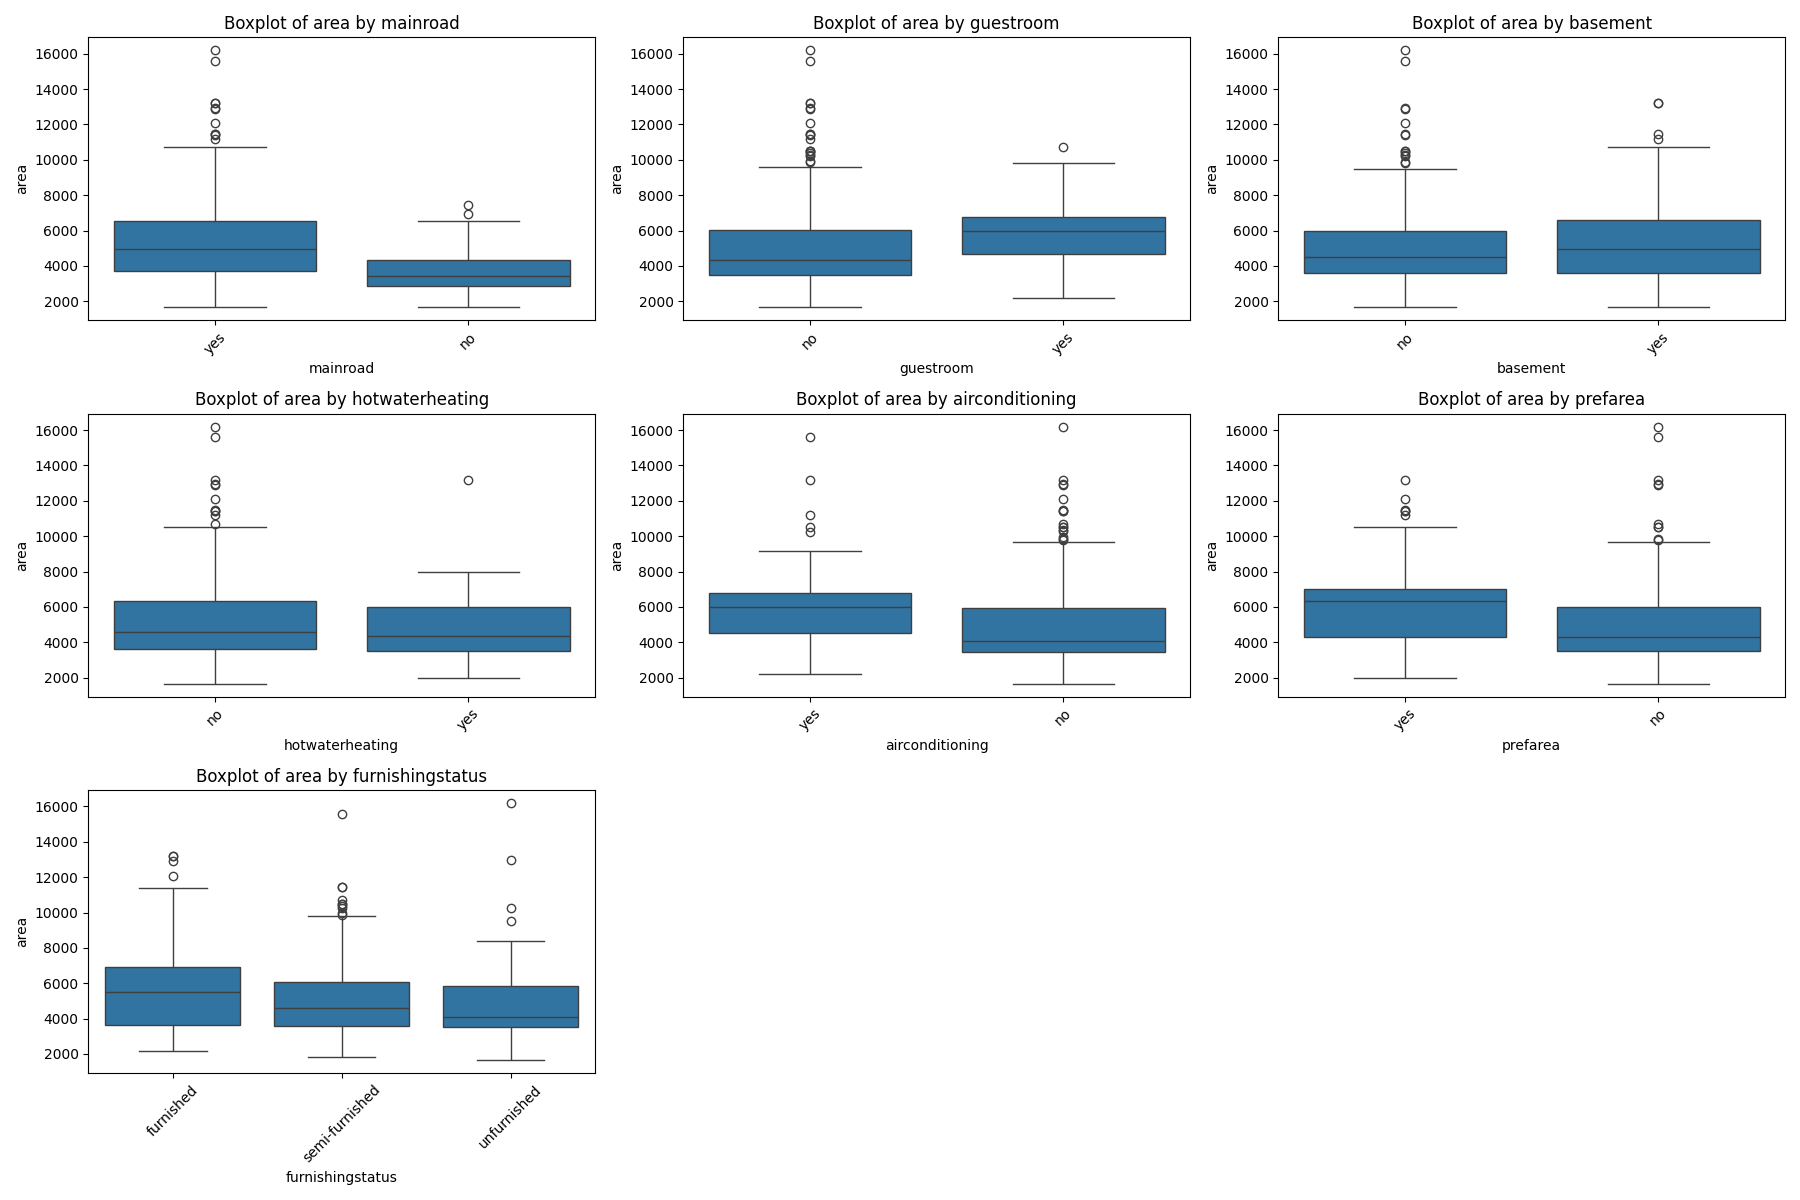 Boxplot of area by mainroad
16000
14000
12000
10000
8000
6000
4000
2000
area
yes
no
mainroad
Boxplot of area by guestroom
16000
14000
12000
10000
8000
6000
4000
2000
area
no
yes
guestroom
Boxplot of area by basement
16000
14000
12000
10000
8000
6000
4000
2000
area
no
yes
basement
Boxplot of area by hotwaterheating
16000
14000
12000
10000
8000
6000
4000
2000
area
no
yes
hotwaterheating
Boxplot of area by airconditioning
16000
14000
12000
10000
8000
6000
4000
2000
area
yes
no
airconditioning
Boxplot of area by prefarea
16000
14000
12000
10000
8000
6000
4000
2000
area
yes
no
prefarea
Boxplot of area by furnishingstatus
16000
14000
12000
10000
8000
6000
4000
2000
area
furnished
semi-furnished
unfurnished
furnishingstatus